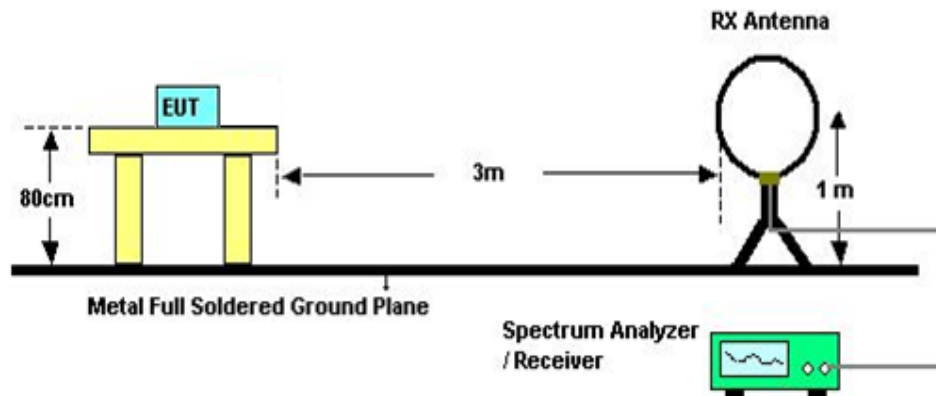 RX Antenna
EUT
3m
80cm
1 m
Metal Full Soldered Ground Plane
Spectrum Analyzer
/ Receiver